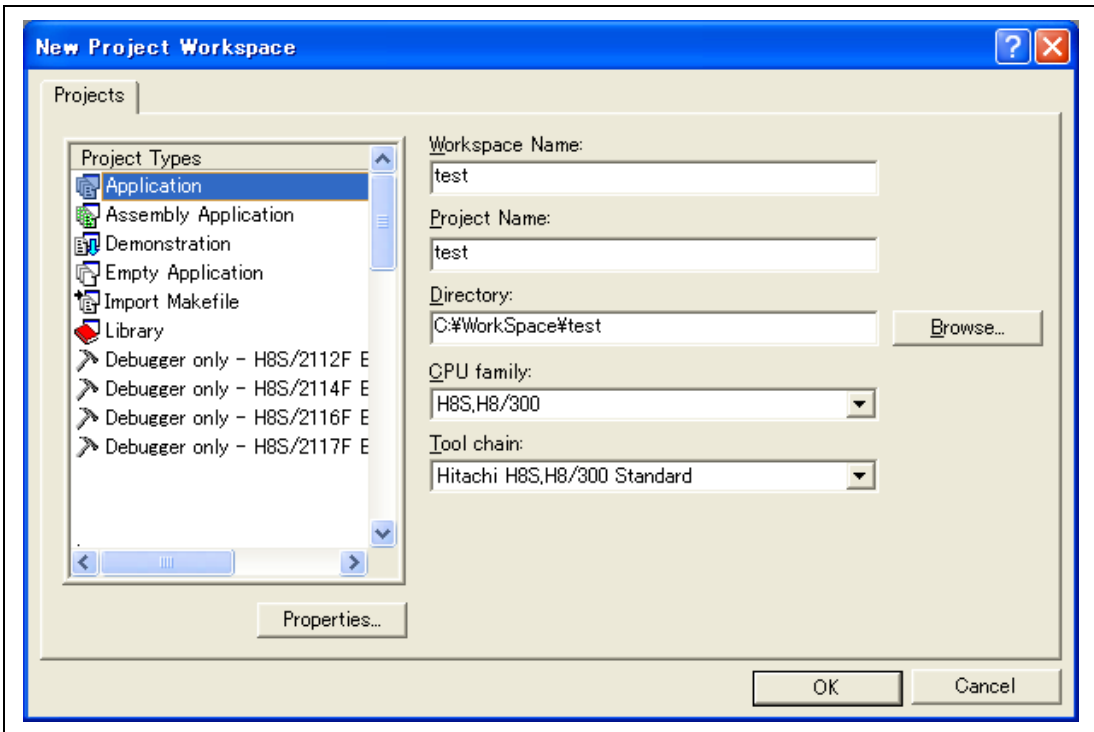 New Project Workspace
Projects
Project Types
Application
Assembly Application
Demonstration
Empty Application
Import Makefile
Library
Debugger only - H8S/2112F E
Debugger only - H8S/2114F E
Debugger only - H8S/2116F E
Debugger only - H8S/2117F E
Properties...
Workspace Name:
test
Project Name:
test
Directory:
C:¥WorkSpace¥test
Browse...
CPU family:
H8S,H8/300
Tool chain:
Hitachi H8S,H8/300 Standard
OK
Cancel